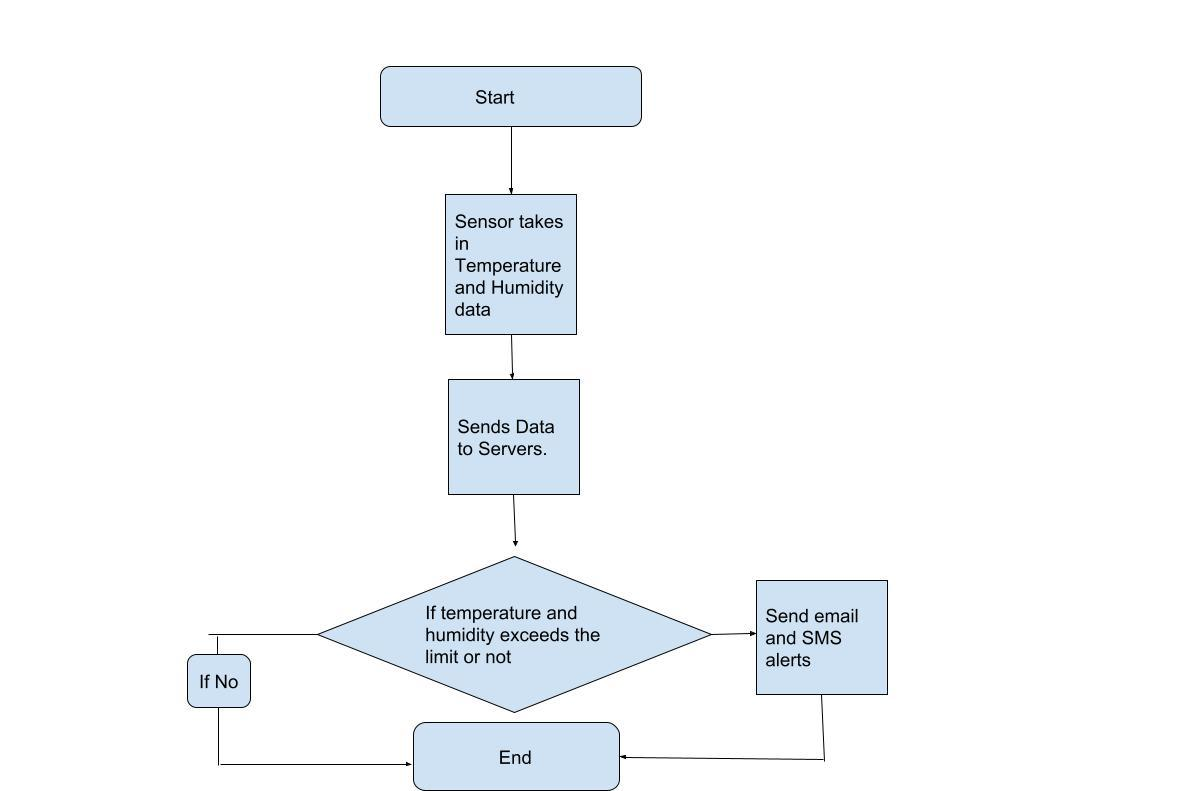 Start
Sensor takes
in
Temperature
and Humidity
data
Sends Data
to Servers.
If temperature and
humidity exceeds the
limit or not
Send email
and SMS
alerts
If No
End